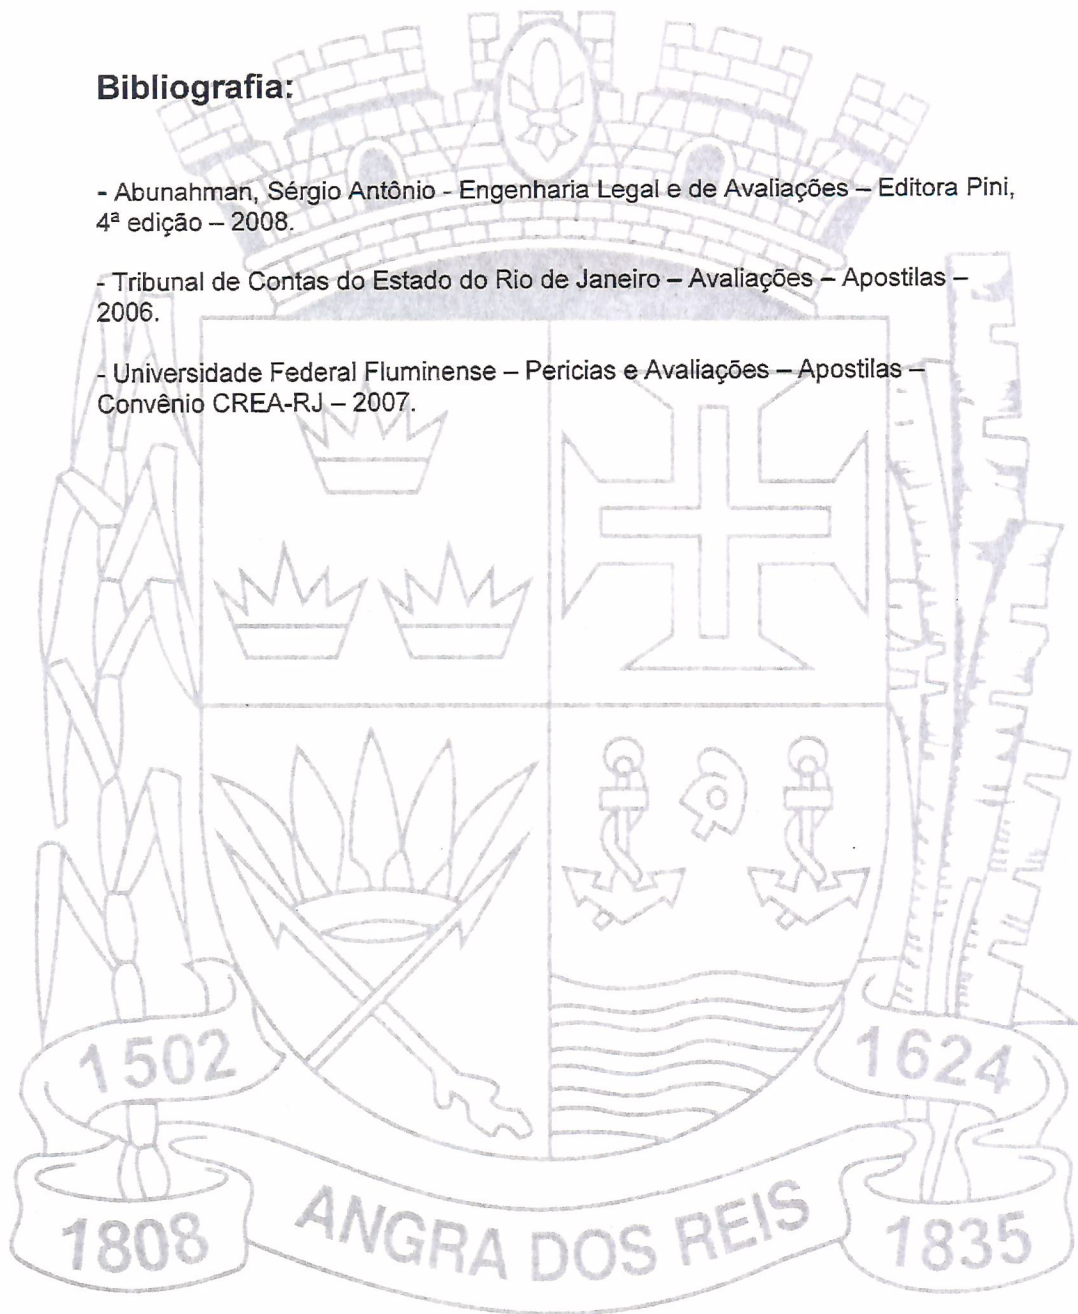 Bibliografia:
- Abunahman, Sérgio Antônio - Engenharia Legal e de Avaliações – Editora Pini,
4ª edição – 2008.
- Tribunal de Contas do Estado do Rio de Janeiro – Avaliações – Apostilas –
2006.
- Universidade Federal Fluminense – Pericias e Avaliações – Apostilas –
Convênio CREA-RJ – 2007.
1502
1624
1808
ANGRA DOS REIS
1835